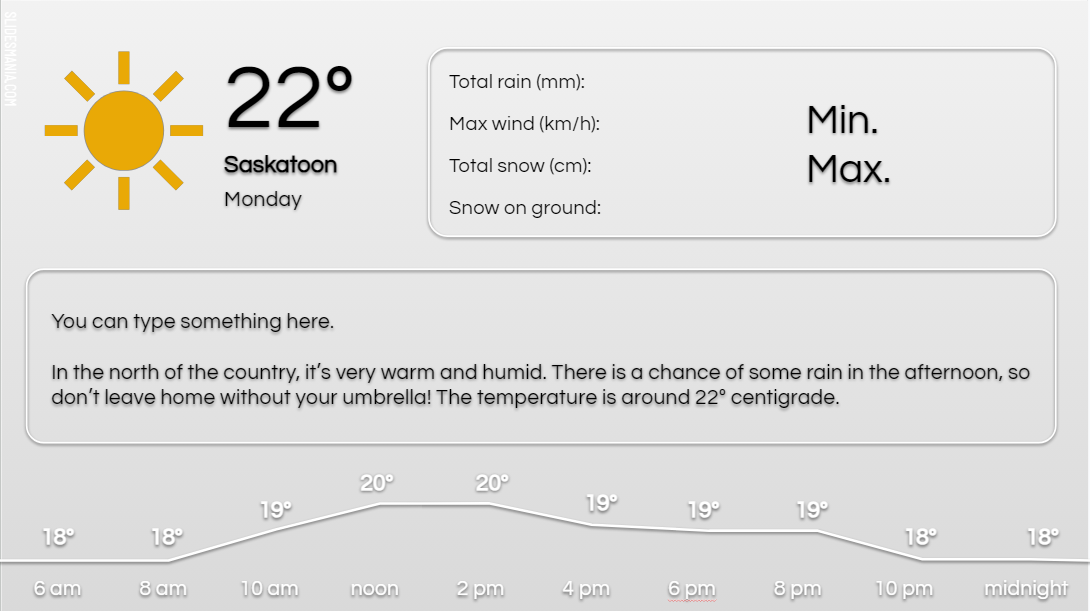 SLIDESMANIA.COM
22°
Saskatoon
Monday
Total rain (mm):
Max wind (km/h):
Total snow (cm):
Snow on ground:
Min.
Max.
You can type something here.
In the north of the country, it’s very warm and humid. There is a chance of some rain in the afternoon, so
don’t leave home without your umbrella! The temperature is around 22° centigrade.
18° 18° 19° 20° 20° 19° 19° 19° 18° 18°
6 am 8 am 10 am noon 2 pm 4 pm 6 pm 8 pm 10 pm midnight